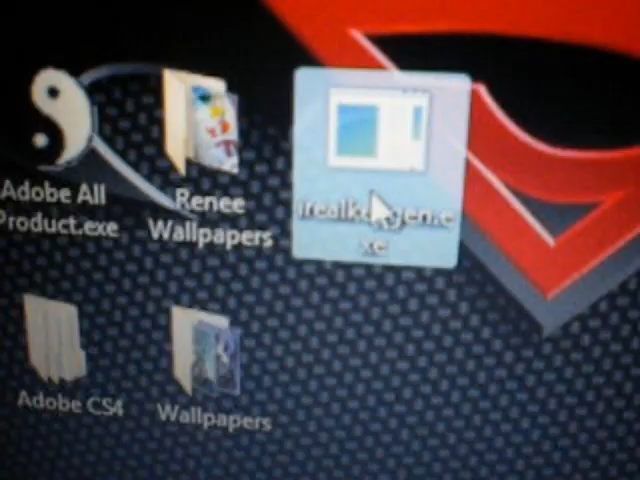 Adobe All
Product.exe
Renee
Wallpapers
xe
Adobe CS4
Wallpapers